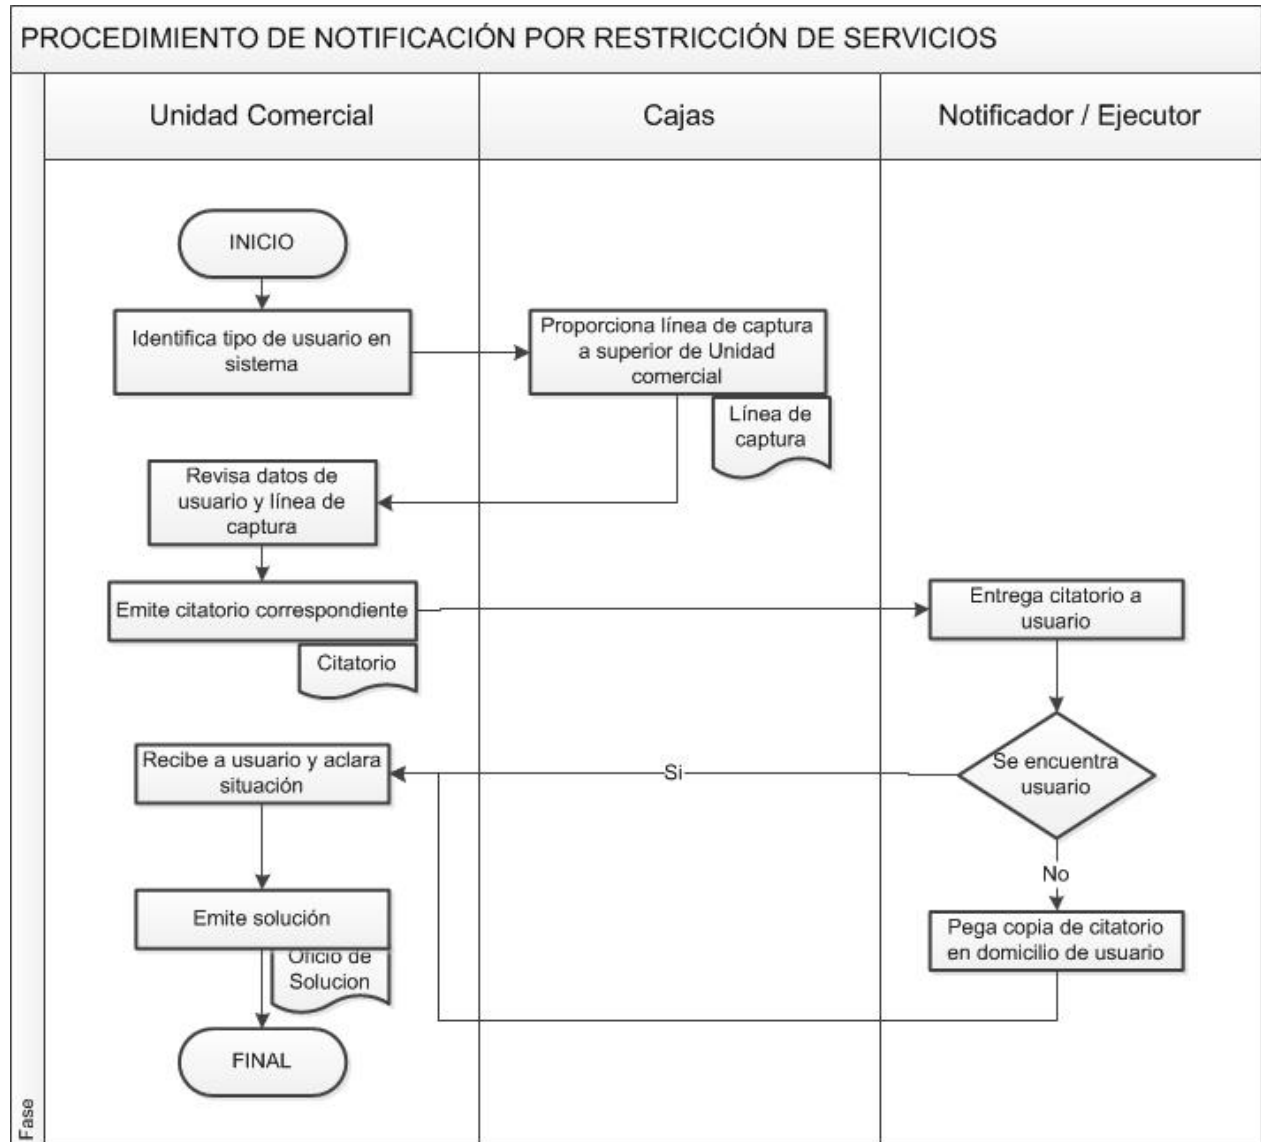 PROCEDIMIENTO DE NOTIFICACIÓN POR RESTRICCIÓN DE SERVICIOS
Unidad Comercial
Cajas
Notificador / Ejecutor
INICIO
Identifica tipo de usuario en
sistema
Proporciona línea de captura
a superior de Unidad
comercial
Línea de
captura
Revisa datos de
usuario y línea de
captura
Emite citatorio correspondiente
Citatorio
Entrega citatorio a
usuario
Se encuentra
usuario
Si
Recibe a usuario y aclara
situación
No
Pega copia de citatorio
en domicilio de usuario
Emite solución
Oficio de
Solucion
FINAL
Fase